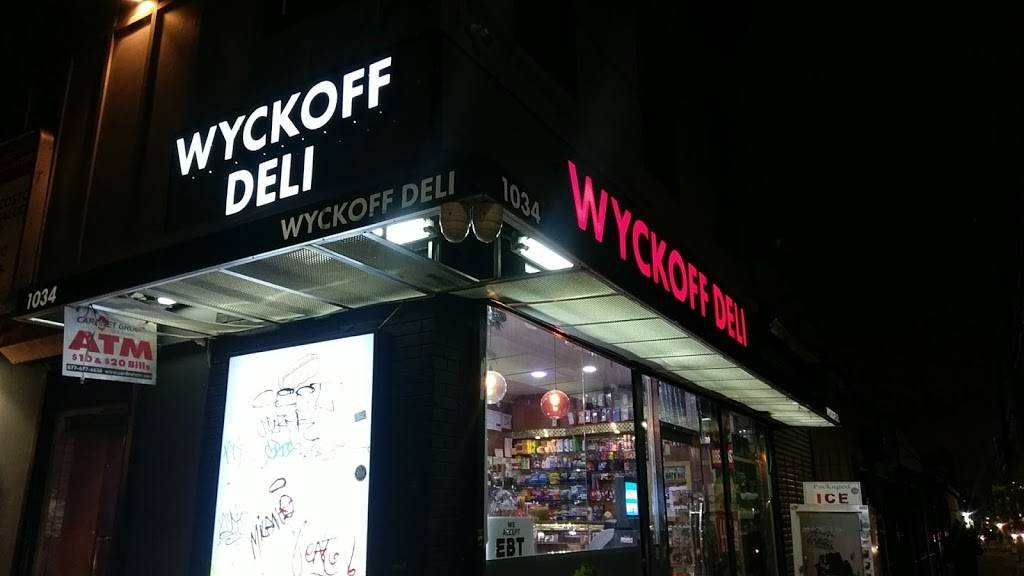 WYCKOFF
DELI
WYCKOFF DELI
1034
1034
WYCKOFF DELI
ATM
$10 & $20 Bills
WE
ACCEPT
EBT
Packaged
ICE